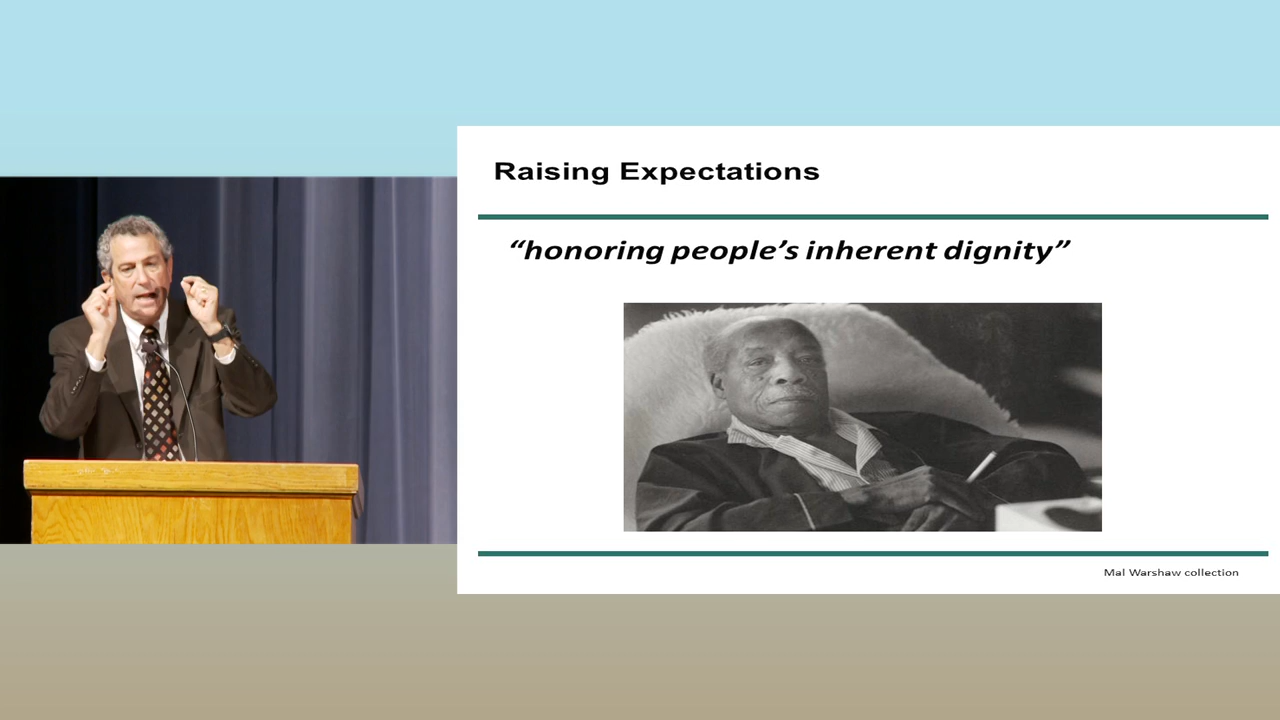 Raising Expectations
“honoring people’s inherent dignity”
Mal Warshaw collection